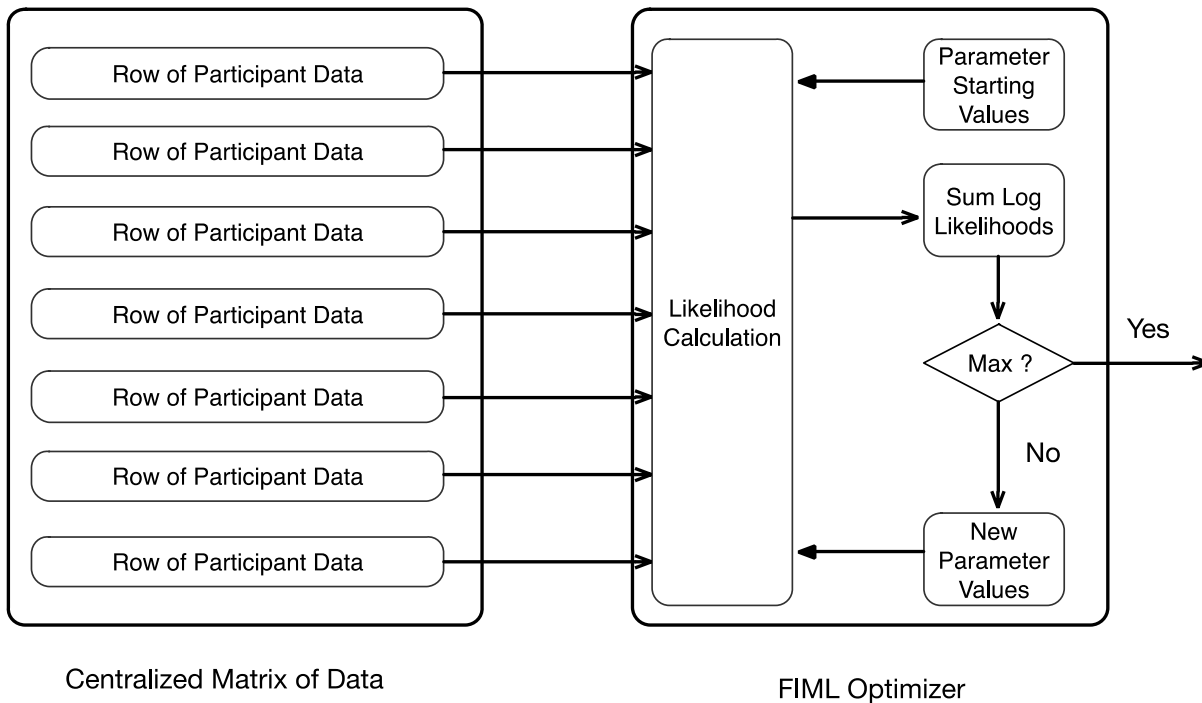 Row of Participant Data
Row of Participant Data
Row of Participant Data
Row of Participant Data
Row of Participant Data
Row of Participant Data
Row of Participant Data
Likelihood
Calculation
Parameter
Starting
Values
Sum Log
Likelihoods
Max ?
Yes
No
New
Parameter
Values
Centralized Matrix of Data
FIML Optimizer